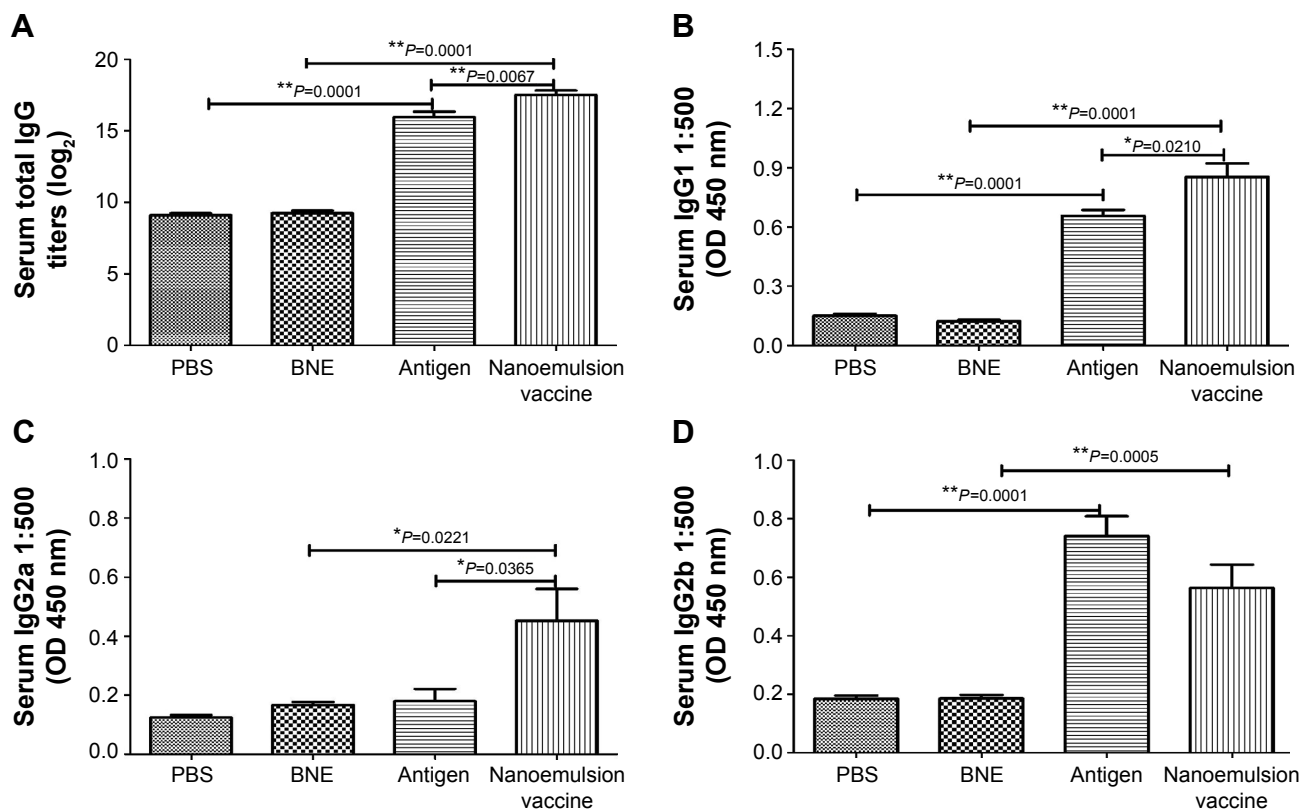 A
Serum total IgG
titers (log₂)
20
15
10
5
0
**P=0.0001
**P=0.0067
**P=0.0001
PBS
BNE
Antigen
Nanoemulsion
vaccine
B
Serum IgG1 1:500
(OD 450 nm)
1.5
1.2
0.9
0.6
0.3
0.0
**P=0.0001
*P=0.0210
**P=0.0001
PBS
BNE
Antigen
Nanoemulsion
vaccine
C
Serum IgG2a 1:500
(OD 450 nm)
1.0
0.8
0.6
0.4
0.2
0.0
*P=0.0221
*P=0.0365
PBS
BNE
Antigen
Nanoemulsion
vaccine
D
Serum IgG2b 1:500
(OD 450 nm)
1.0
0.8
0.6
0.4
0.2
0.0
**P=0.0005
**P=0.0001
PBS
BNE
Antigen
Nanoemulsion
vaccine